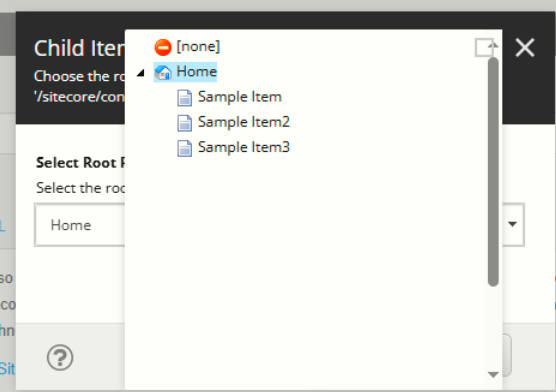 Child Iter
Choose the ro
'/sitecore/con
[none]
Home
Sample Item
Sample Item2
Sample Item3
Select Root
Select the roo
Home
L
so
co
hn
Sit
?